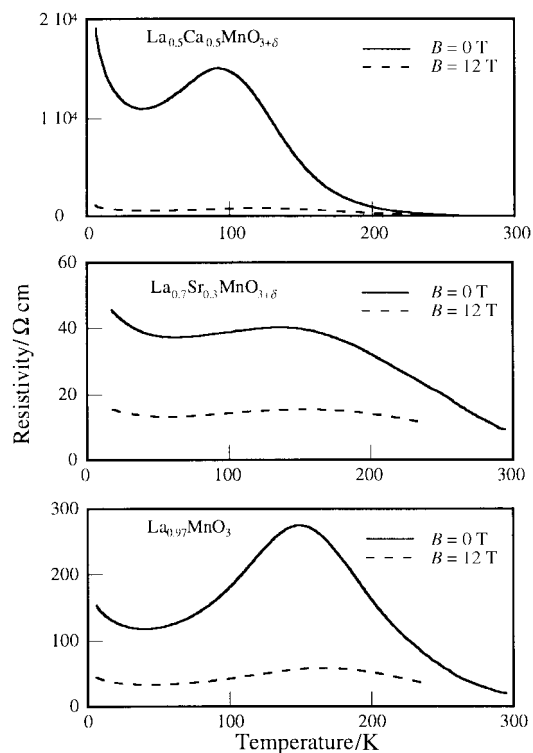 2 10⁴
La₀.₅Ca₀.₅MnO₃₊δ
B = 0 T
B = 12 T
1 10⁴
0
0 100 200 300
60
La₀.₇Sr₀.₃MnO₃₊δ
B = 0 T
B = 12 T
40
20
0
0 100 200 300
Resistivity/Ω cm
300
La₀.₉₇MnO₃
B = 0 T
B = 12 T
200
100
0
0 100 200 300
Temperature/K